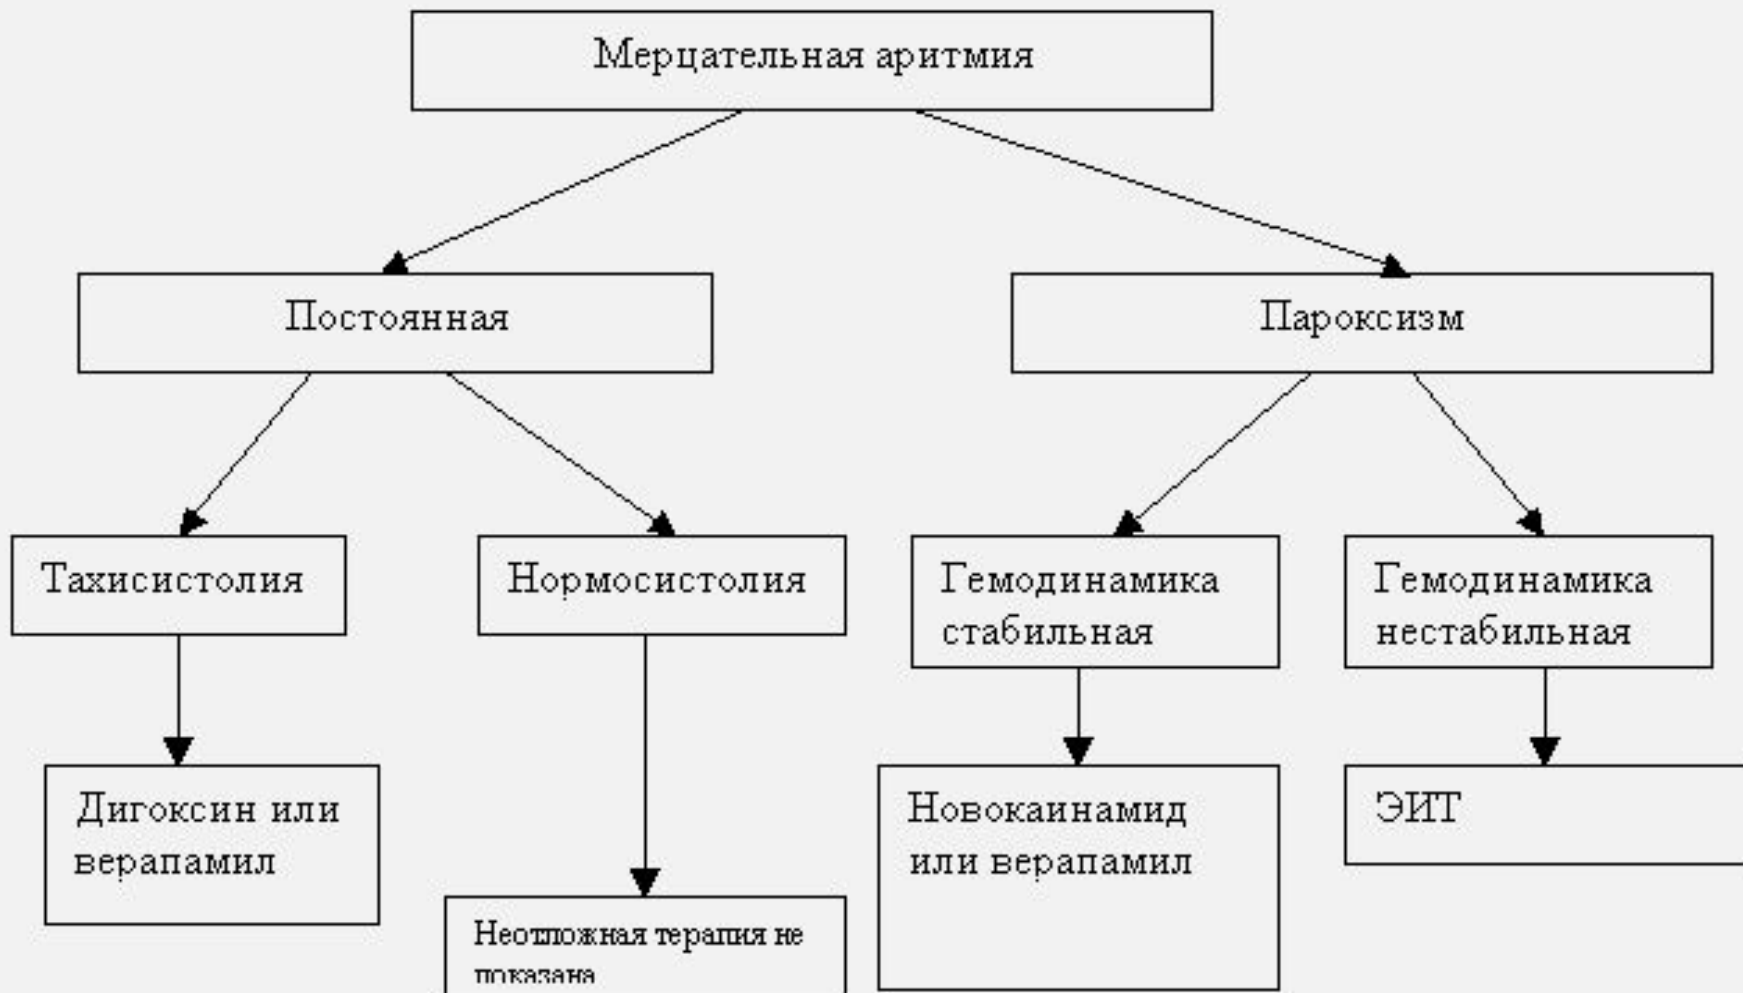 Мерцательная аритмия
Постоянная
Пароксизм
Тахисистолия
Нормосистолия
Гемодинамика
стабильная
Гемодинамика
нестабильная
Дигоксин или
верапамил
Неотложная терапия не
показана
Новокаинамид
или верапамил
ЭИТ